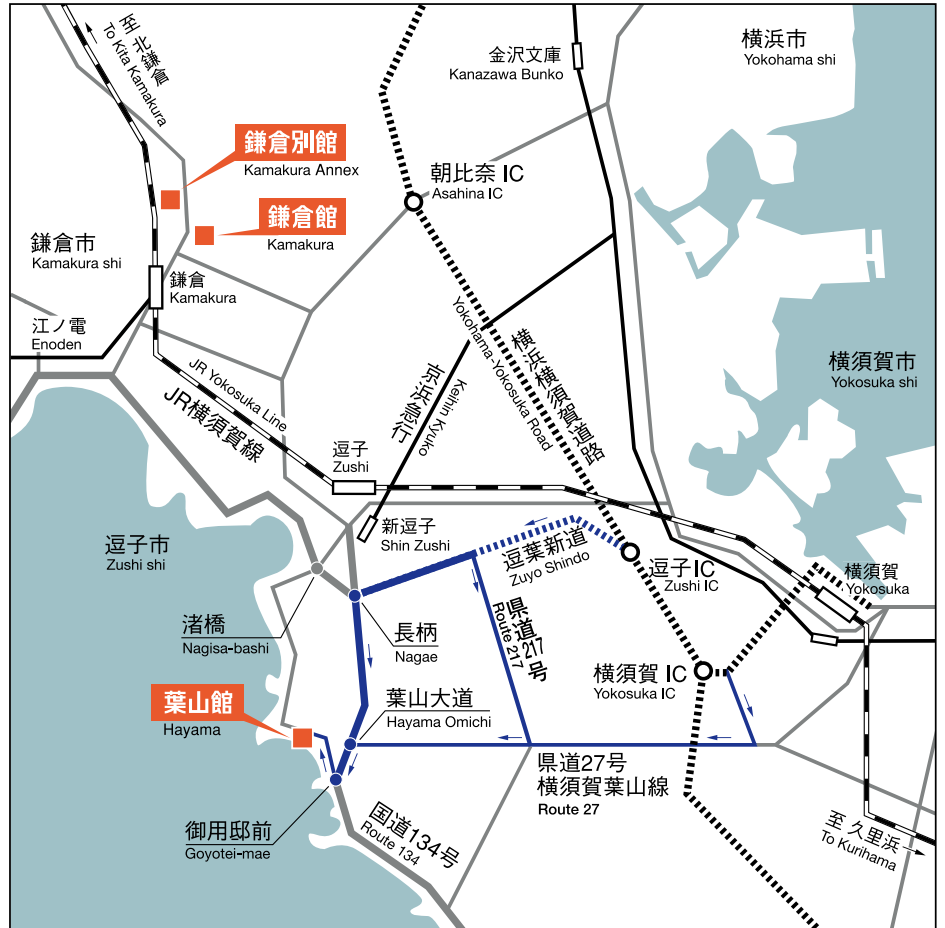 至 北鎌倉
To Kita Kamakura
金沢文庫
Kanazawa Bunko
横浜市
Yokohama shi
鎌倉別館
Kamakura Annex
朝比奈 IC
Asahina IC
鎌倉館
Kamakura
鎌倉市
Kamakura shi
鎌倉
Kamakura
江ノ電
Enoden
JR Yokosuka Line
JR横須賀線
京浜急行
Keihin Kyuko
横浜横須賀道路
Yokohama-Yokosuka Road
横須賀市
Yokosuka shi
逗子
Zushi
新逗子
Shin Zushi
逗子市
Zushi shi
逗葉新道
Zuyo Shindo
逗子IC
Zushi IC
横須賀
Yokosuka
渚橋
Nagisa-bashi
長柄
Nagae
県道217号
Route 217
横須賀 IC
Yokosuka IC
葉山館
Hayama
葉山大道
Hayama Omichi
県道27号
横須賀葉山線
Route 27
御用邸前
Goyotei-mae
国道134号
Route 134
至 久里浜
To Kurihama